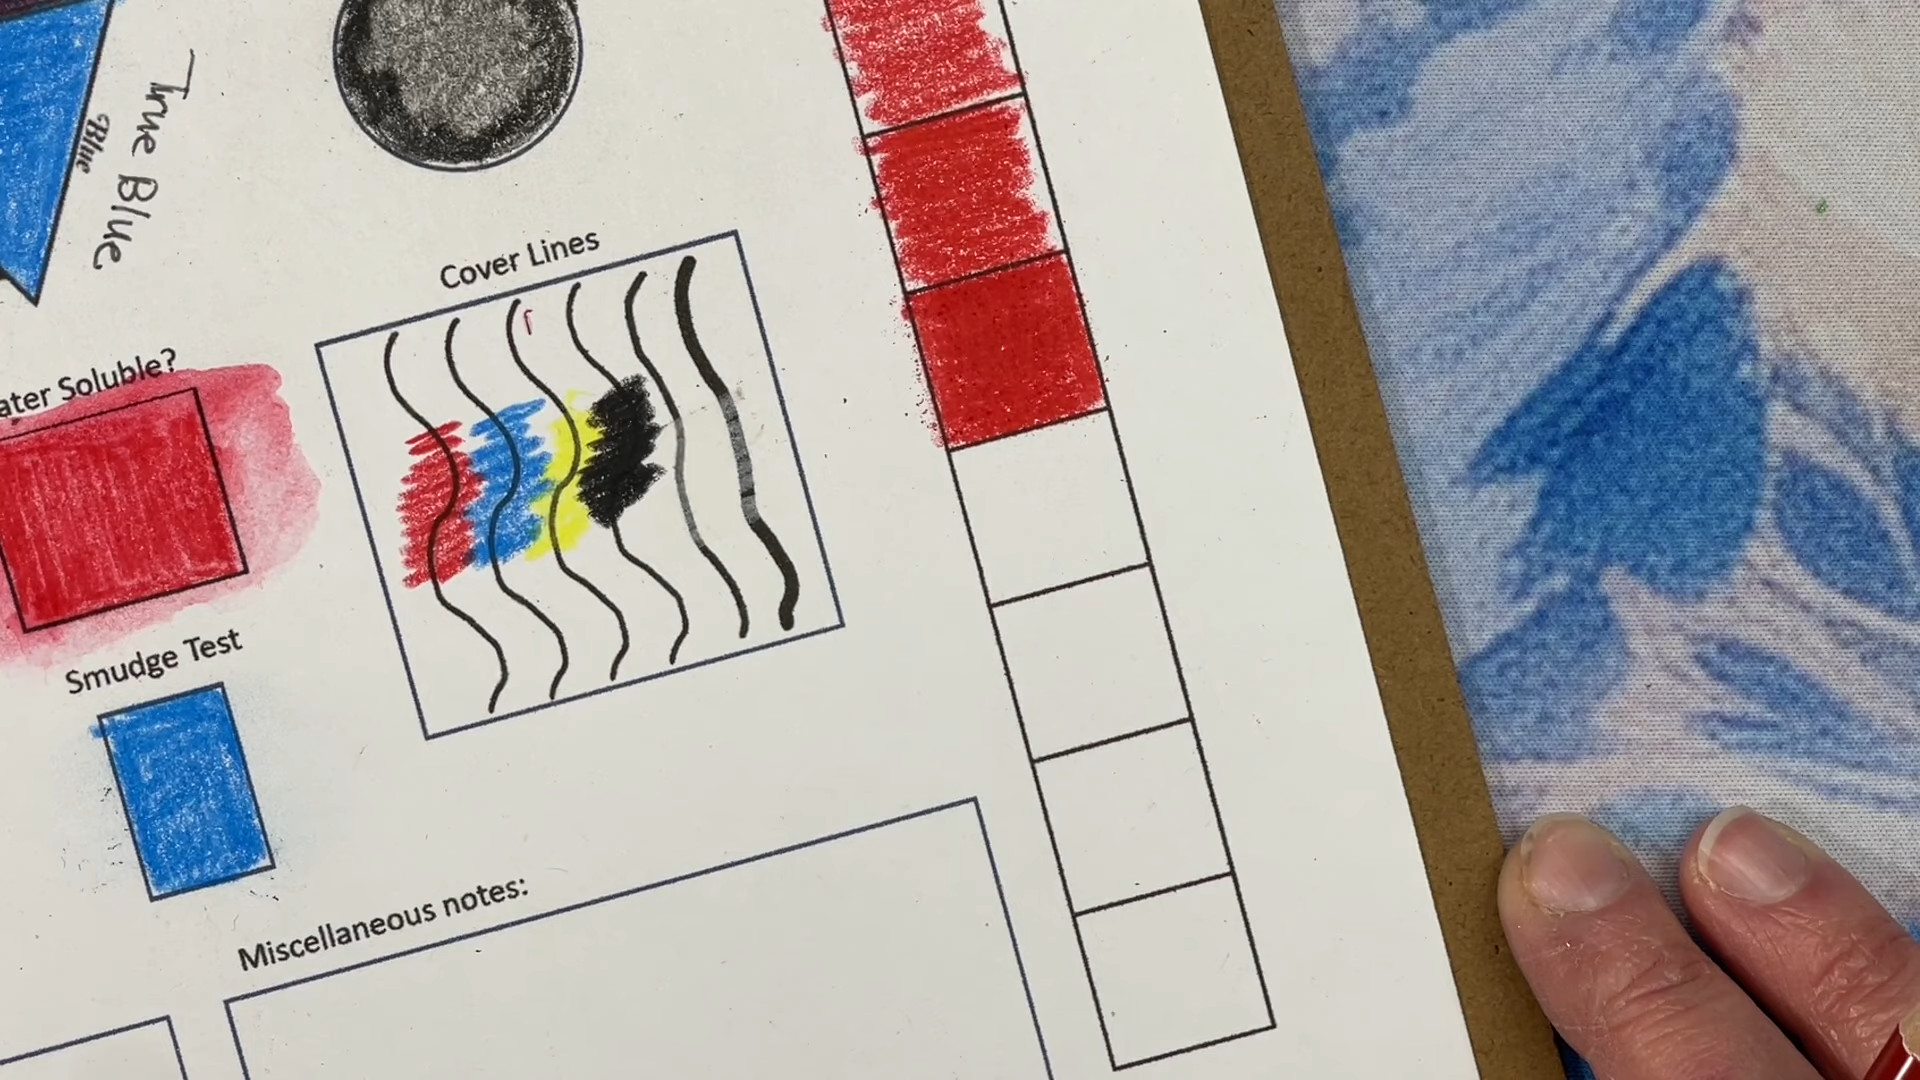 True Blue
Blue
Cover Lines
ater Soluble?
Smudge Test
Miscellaneous notes: